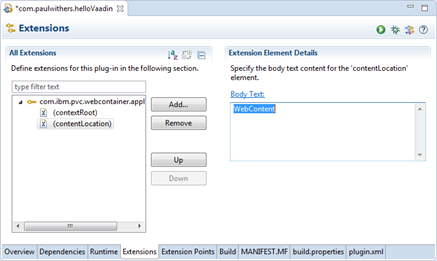 *com.paulwithers.helloVaadin
Extensions
All Extensions
Define extensions for this plug-in in the following section.
type filter text
com.ibm.pvc.webcontainer.appl
(contextRoot)
(contentLocation)
Add...
Remove
Up
Down
Extension Element Details
Specify the body text content for the 'contentLocation'
element.
Body Text:
WebContent
Overview Dependencies Runtime Extensions Extension Points Build MANIFEST.MF build.properties plugin.xml